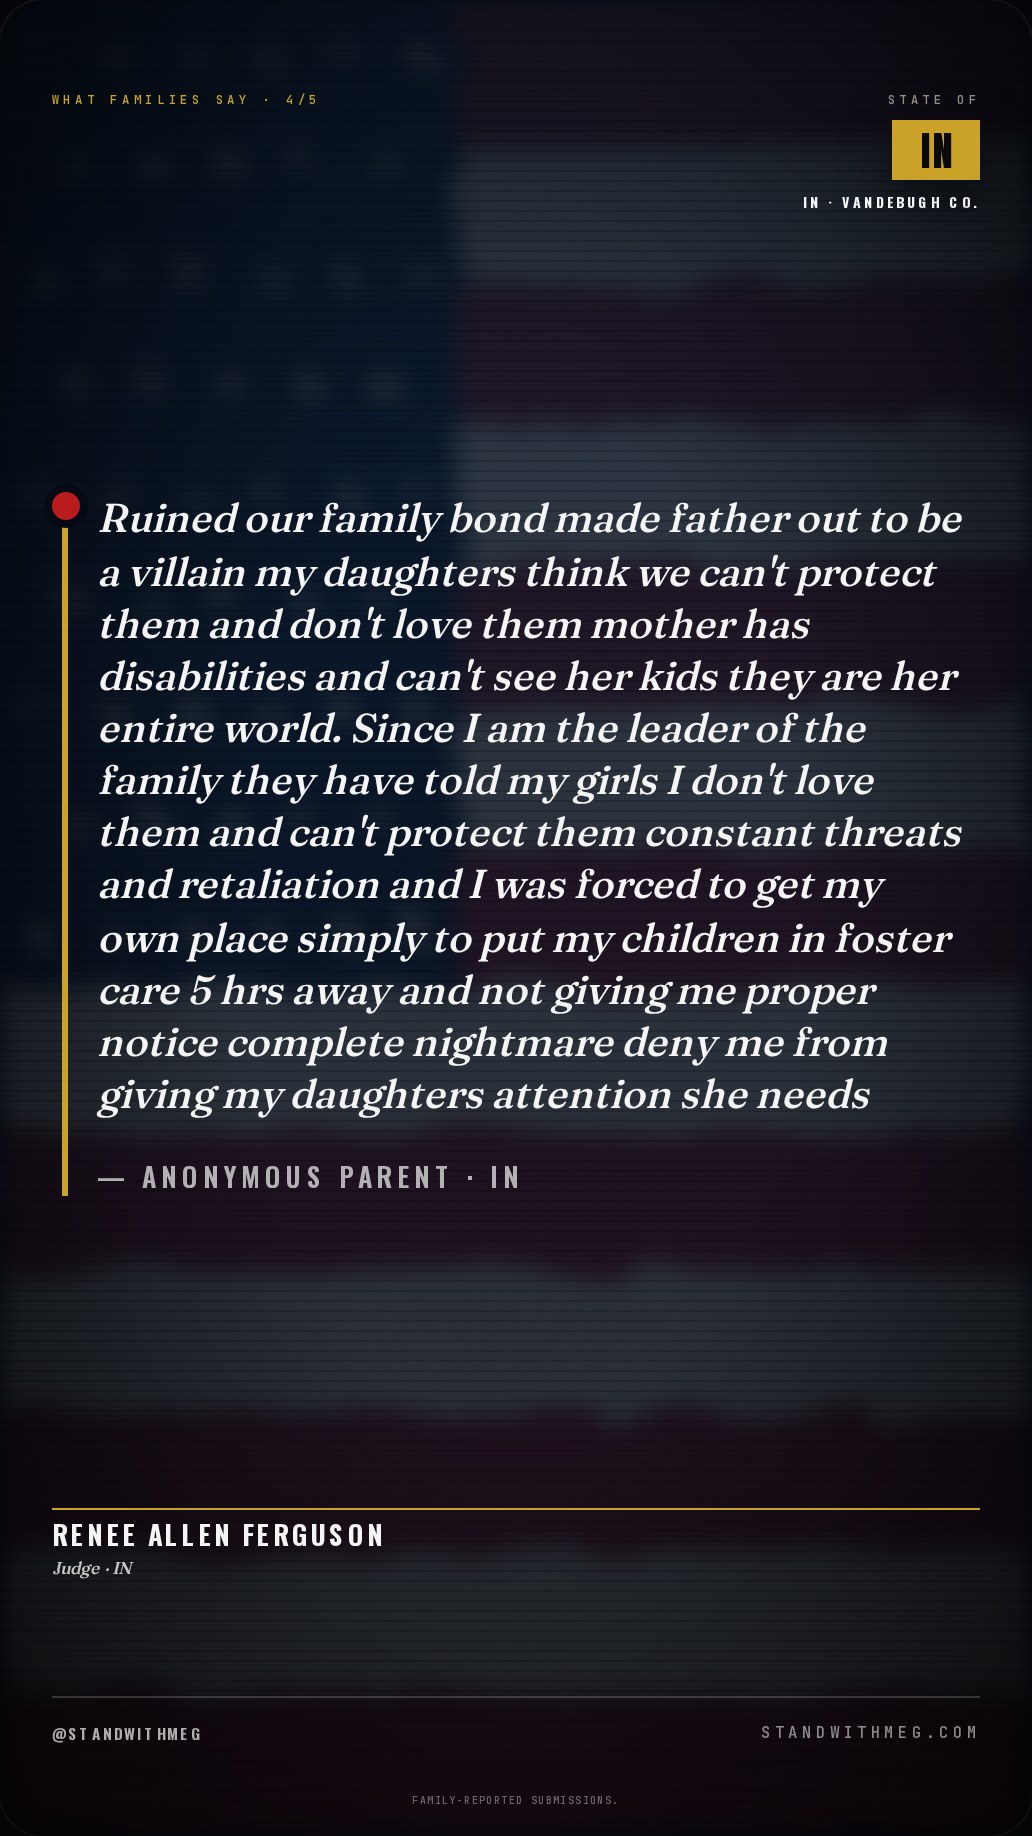 WHAT FAMILIES SAY · 4/5
STATE OF
IN
IN · VANDEBUGH CO.
Ruined our family bond made father out to be
a villain my daughters think we can't protect
them and don't love them mother has
disabilities and can't see her kids they are her
entire world. Since I am the leader of the
family they have told my girls I don't love
them and can't protect them constant threats
and retaliation and I was forced to get my
own place simply to put my children in foster
care 5 hrs away and not giving me proper
notice complete nightmare deny me from
giving my daughters attention she needs
— ANONYMOUS PARENT · IN
RENEE ALLEN FERGUSON
Judge · IN
@STANDWITHMEG
STANDWITHMEG.COM
FAMILY-REPORTED SUBMISSIONS.